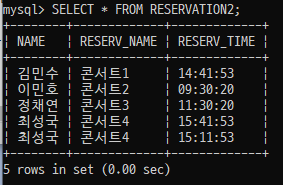 mysql> SELECT * FROM RESERVATION2;
+--------+-------------+-------------+
| NAME   | RESERV_NAME | RESERV_TIME |
+--------+-------------+-------------+
| 김민수 | 콘서트1     | 14:41:53    |
| 이민호 | 콘서트2     | 09:30:20    |
| 정채연 | 콘서트3     | 11:30:20    |
| 최성국 | 콘서트4     | 15:41:53    |
| 최성국 | 콘서트4     | 15:11:53    |
+--------+-------------+-------------+
5 rows in set (0.00 sec)